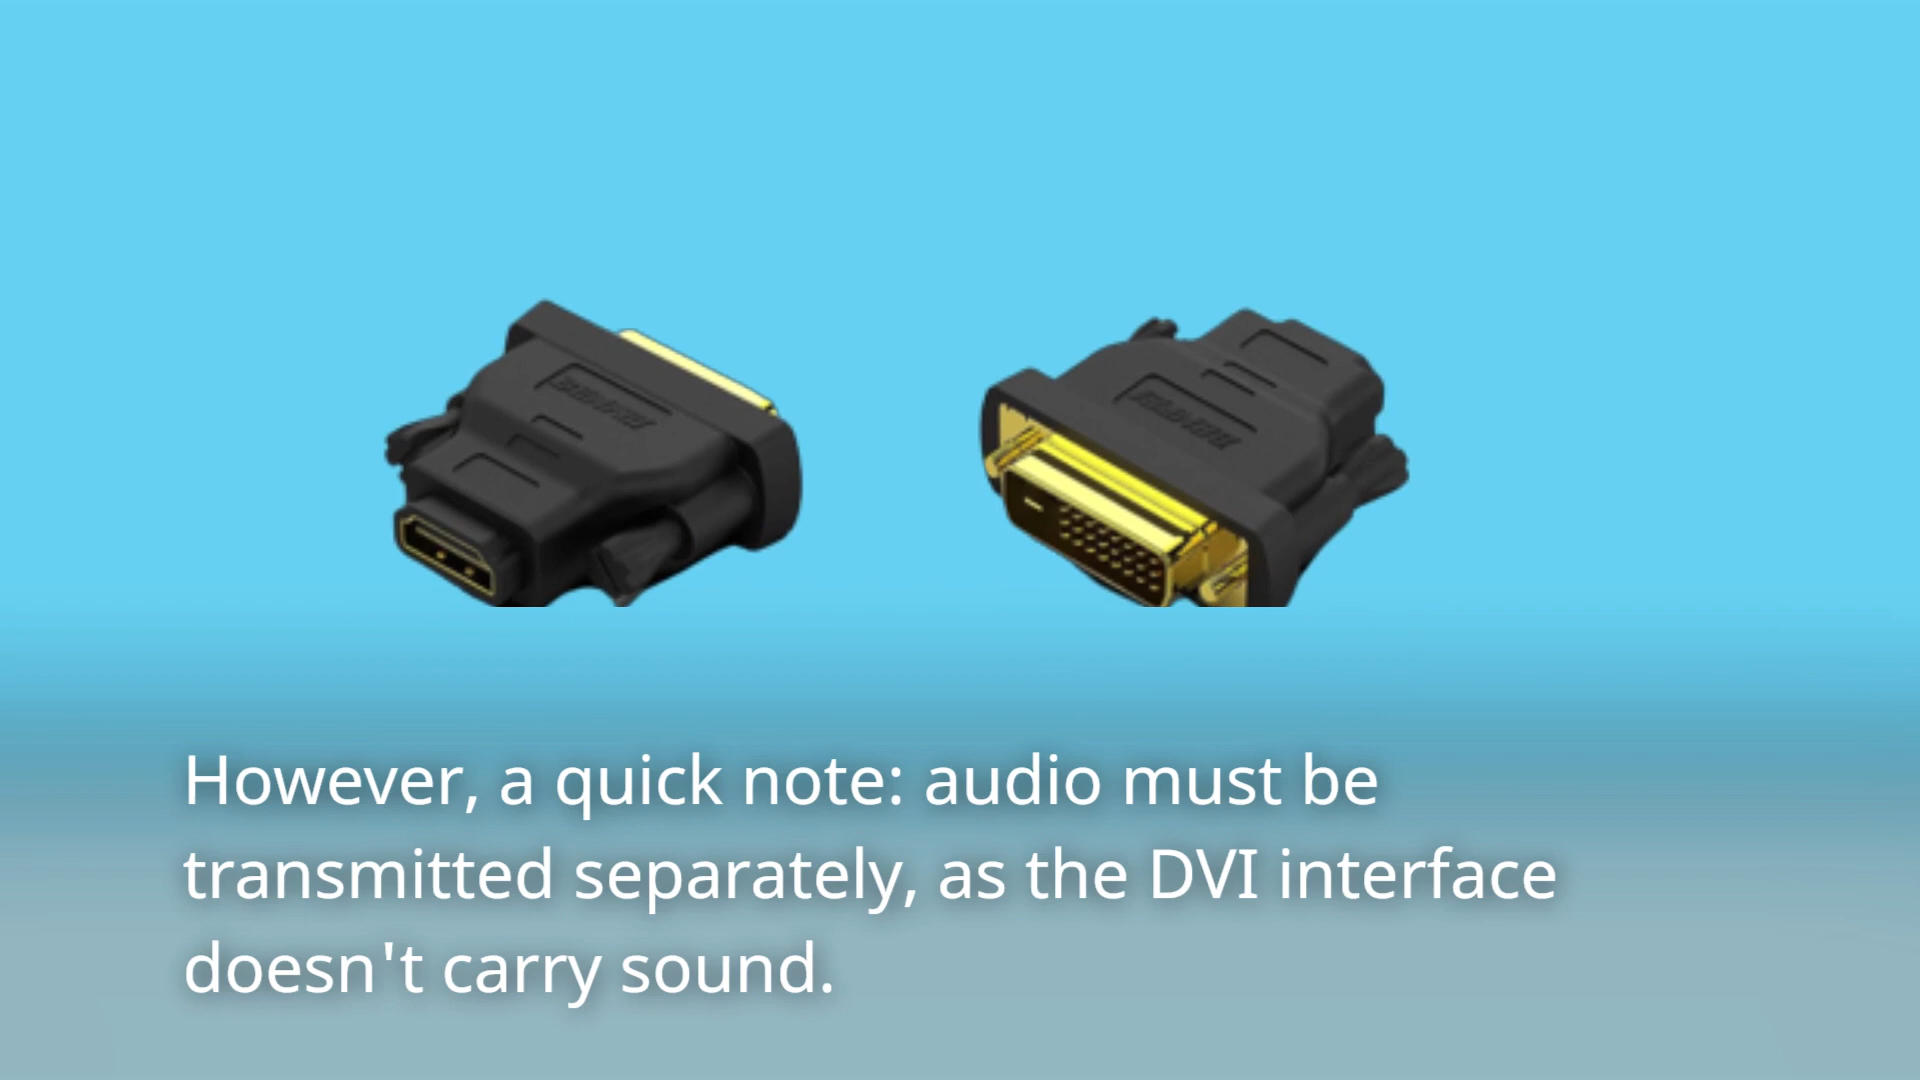 However, a quick note: audio must be
transmitted separately, as the DVI interface
doesn't carry sound.